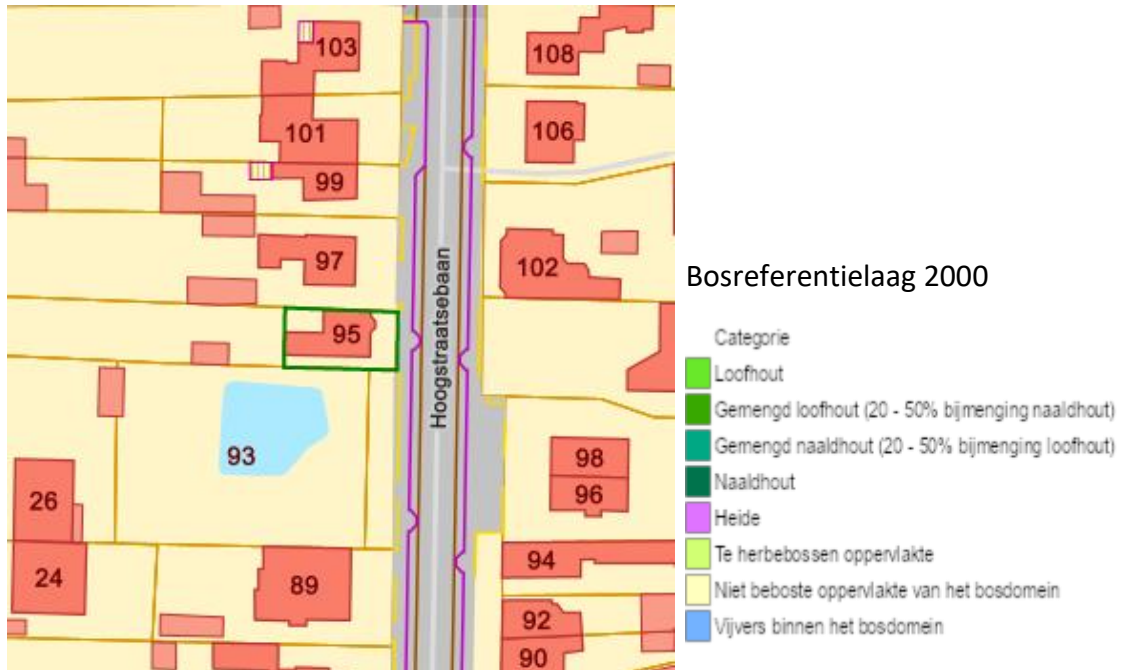 103
108
101
106
99
97
102
Hoogstraatsebaan
95
93
98
96
26
94
24
89
92
90
Bosreferentielaag 2000
Categorie
Loofhout
Gemengd loofhout (20 - 50% bijmenging naaldhout)
Gemengd naaldhout (20 - 50% bijmenging loofhout)
Naaldhout
Heide
Te herbebossen oppervlakte
Niet beboste oppervlakte van het bosdomein
Vijvers binnen het bosdomein